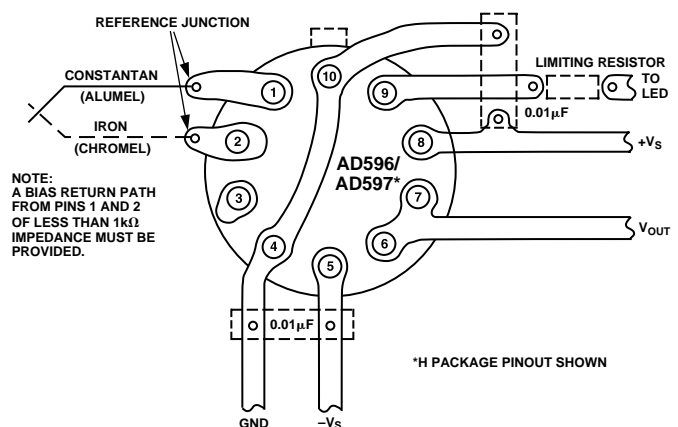 REFERENCE JUNCTION
CONSTANTAN
(ALUMEL)
IRON
(CHROMEL)
NOTE:
A BIAS RETURN PATH
FROM PINS 1 AND 2
OF LESS THAN 1kΩ
IMPEDANCE MUST BE
PROVIDED.
1
2
3
4
5
6
7
8
9
10
AD596/
AD597*
LIMITING RESISTOR
TO
LED
0.01μF
+VS
VOUT
0.01μF
*H PACKAGE PINOUT SHOWN
GND
–VS